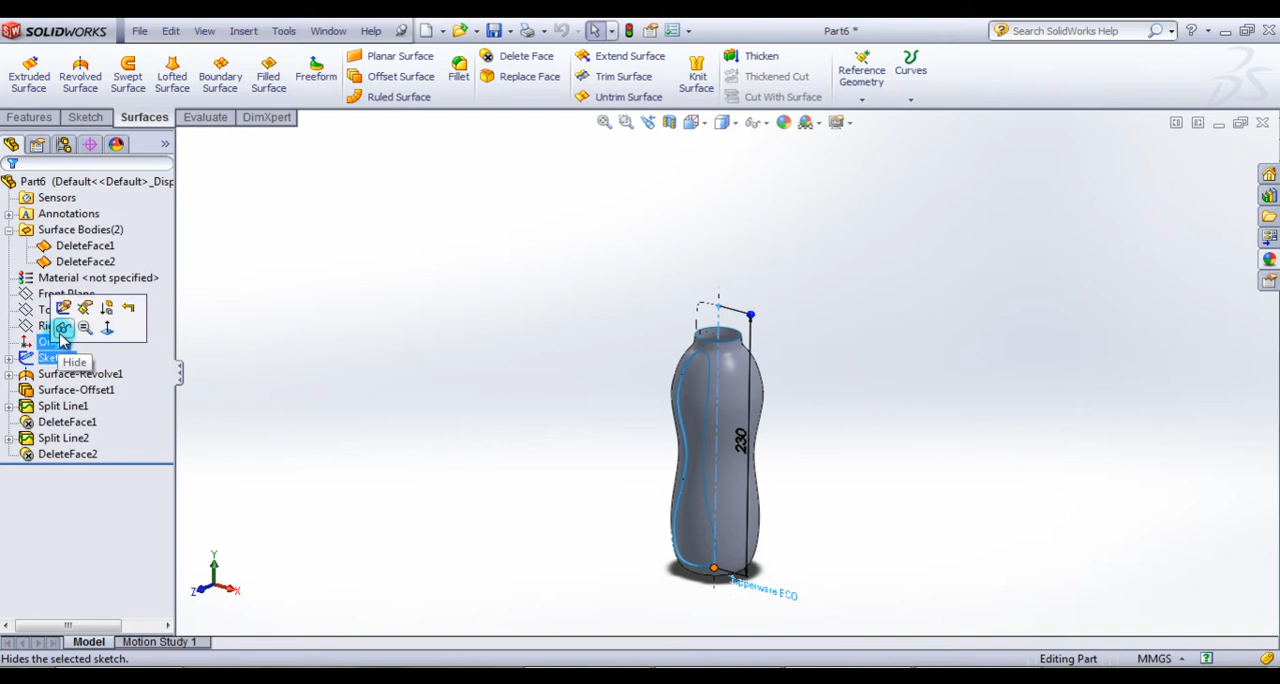 SOLIDWORKS File Edit View Insert Tools Window Help Part6 * Search SolidWorks Help
Extruded Surface Revolved Surface Swept Surface Lofted Surface Boundary Surface Filled Surface Freeform
Planar Surface Offset Surface Ruled Surface Fillet Delete Face Replace Face
Extend Surface Trim Surface Untrim Surface Knit Surface Thicken Thickened Cut Cut With Surface Reference Geometry Curves
Features Sketch Surfaces Evaluate DimXpert
Part6 (Default<<Default>_Disp
Sensors
Annotations
Surface Bodies(2)
DeleteFace1
DeleteFace2
Material <not specified>
Hide
Surface-Revolve1
Surface-Offset1
Split Line1
DeleteFace1
Split Line2
DeleteFace2
230
ECO
Y
Z
X
Model Motion Study 1
Hides the selected sketch. Editing Part MMGS